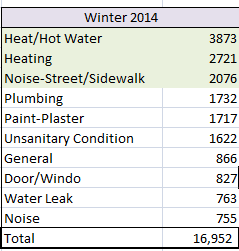 Winter 2014
Heat/Hot Water 3873
Heating 2721
Noise-Street/Sidewalk 2076
Plumbing 1732
Paint-Plaster 1717
Unsanitary Condition 1622
General 866
Door/Windo 827
Water Leak 763
Noise 755
Total 16,952